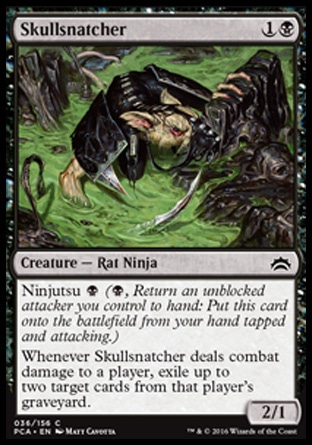 Skullsnatcher 1
Creature — Rat Ninja
Ninjutsu (, Return an unblocked
attacker you control to hand: Put this card
onto the battlefield from your hand tapped
and attacking.)
Whenever Skullsnatcher deals combat
damage to a player, exile up to
two target cards from that player's
graveyard.
2/1
036/156 C
PCA • EN MATT CAVOTTA
™ & © 2016 Wizards of the Coast